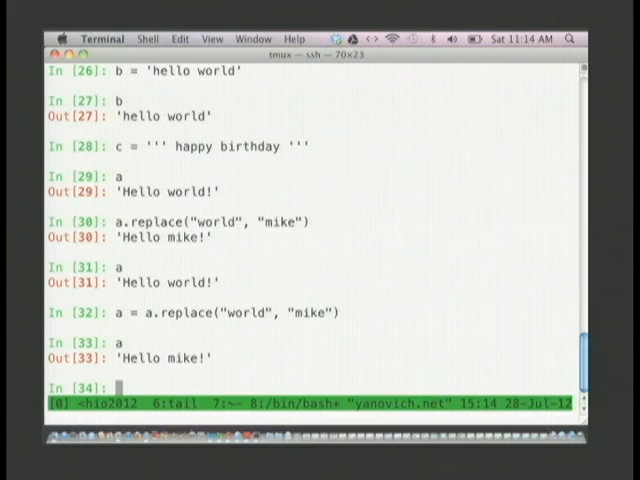 Terminal Shell Edit View Window Help Sat 11:14 AM
tmux — ssh — 70×23
In [26]: b = 'hello world'
In [27]: b
Out[27]: 'hello world'
In [28]: c = ''' happy birthday '''
In [29]: a
Out[29]: 'Hello world!'
In [30]: a.replace("world", "mike")
Out[30]: 'Hello mike!'
In [31]: a
Out[31]: 'Hello world!'
In [32]: a = a.replace("world", "mike")
In [33]: a
Out[33]: 'Hello mike!'
In [34]:
[0] <hio2012 6:tail 7:~- 8:/bin/bash* "yanovich.net" 15:14 28-Jul-12